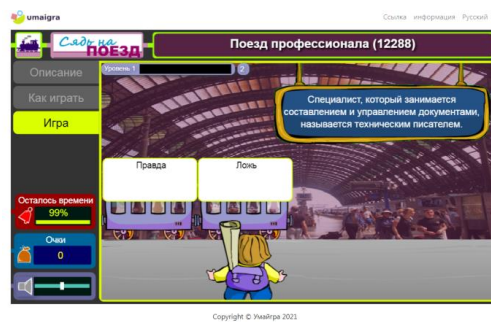 umaigra
Ссылка информация Русский
Сядь на
ПОЕЗД
Поезд профессионала (12288)
Описание
Как играть
Игра
Уровень 1
2
Специалист, который занимается
составлением и управлением документами,
называется техническим писателем.
Правда
Ложь
Осталось времени
99%
Очки
0
Copyright © Умайгра 2021